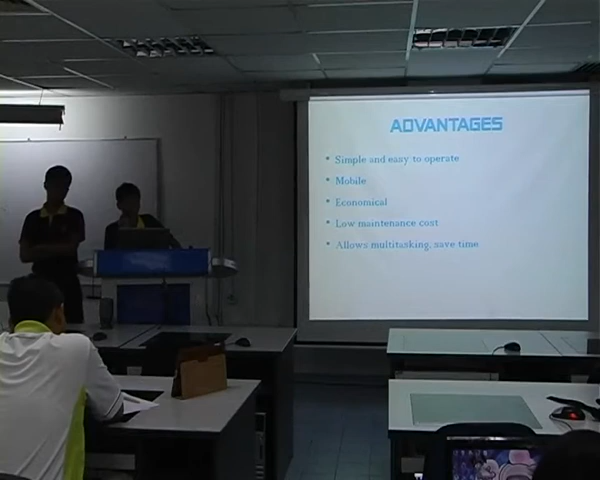 ADVANTAGES
• Simple and easy to operate
• Mobile
• Economical
• Low maintenance cost
• Allows multitasking, save time